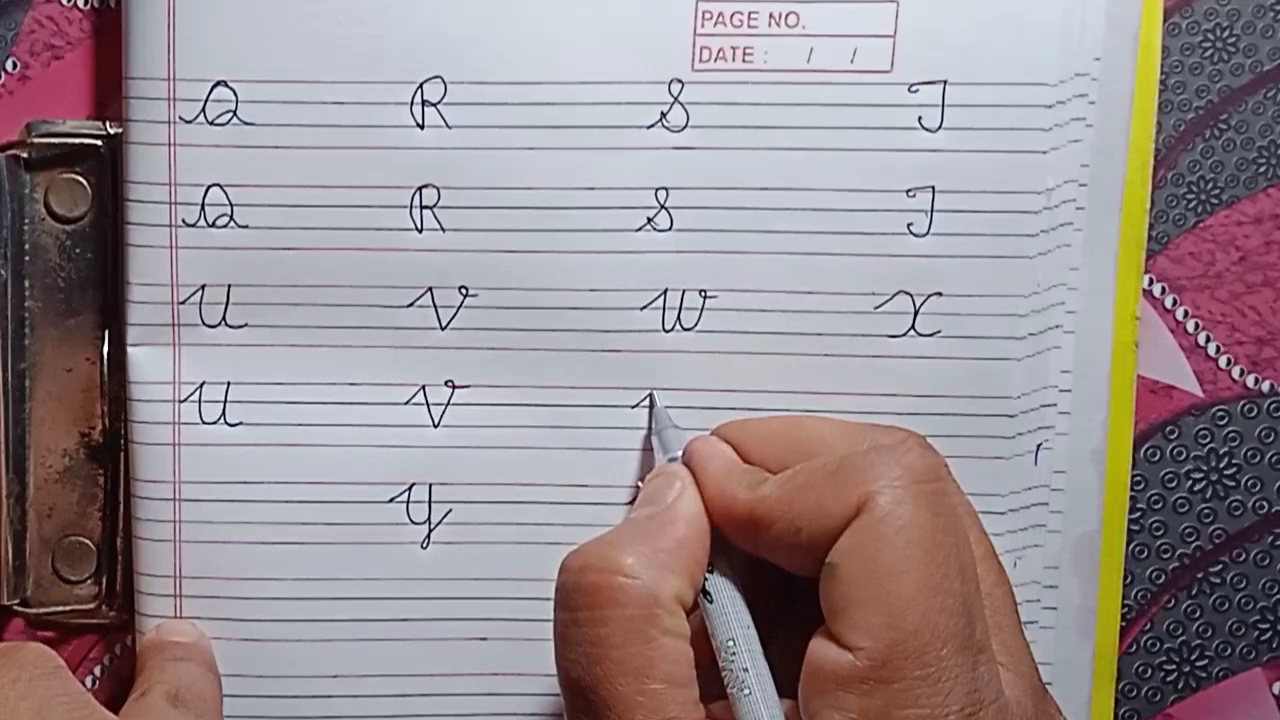 PAGE NO.
DATE : / /
Q R S T
Q R S T
U V W X
U V
Y